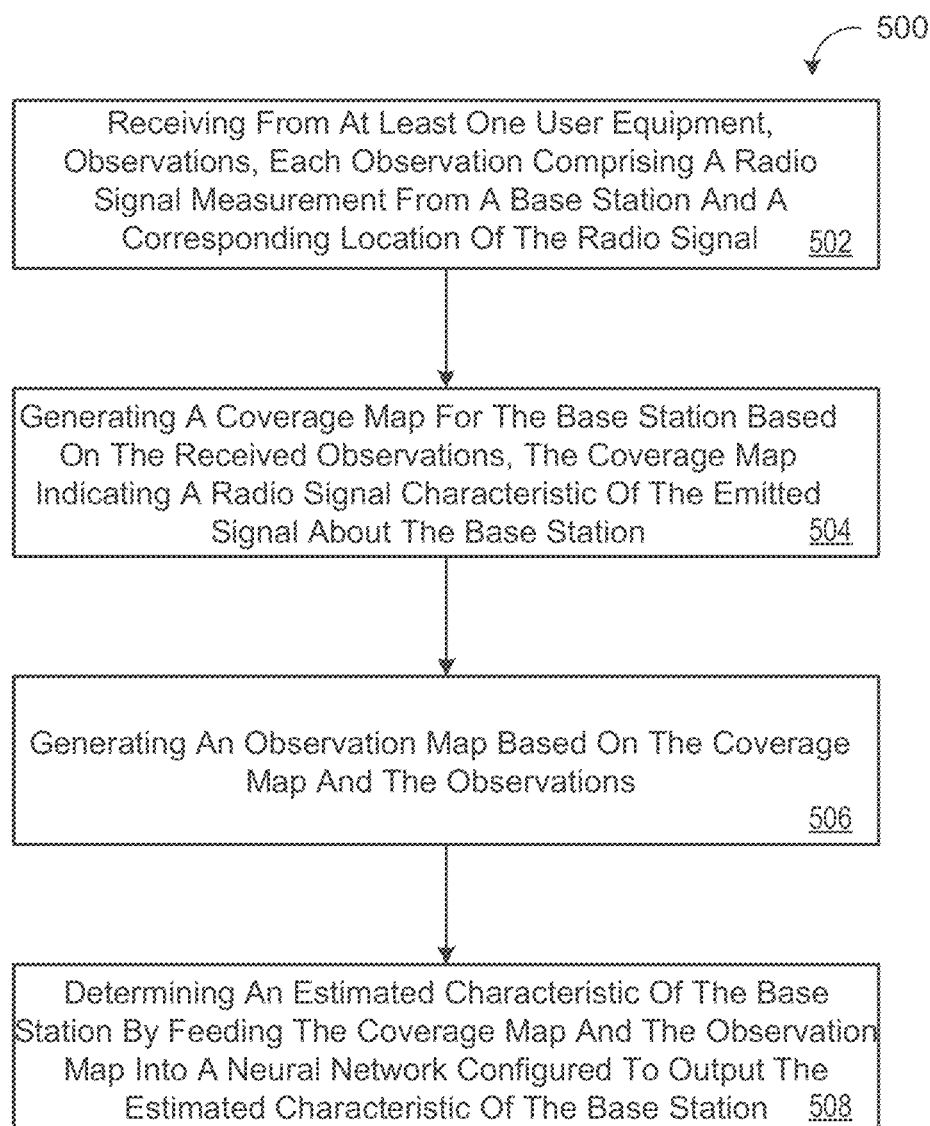 500
Receiving From At Least One User Equipment,
Observations, Each Observation Comprising A Radio
Signal Measurement From A Base Station And A
Corresponding Location Of The Radio Signal 502
Generating A Coverage Map For The Base Station Based
On The Received Observations, The Coverage Map
Indicating A Radio Signal Characteristic Of The Emitted
Signal About The Base Station 504
Generating An Observation Map Based On The Coverage
Map And The Observations
506
Determining An Estimated Characteristic Of The Base
Station By Feeding The Coverage Map And The Observation
Map Into A Neural Network Configured To Output The
Estimated Characteristic Of The Base Station 508